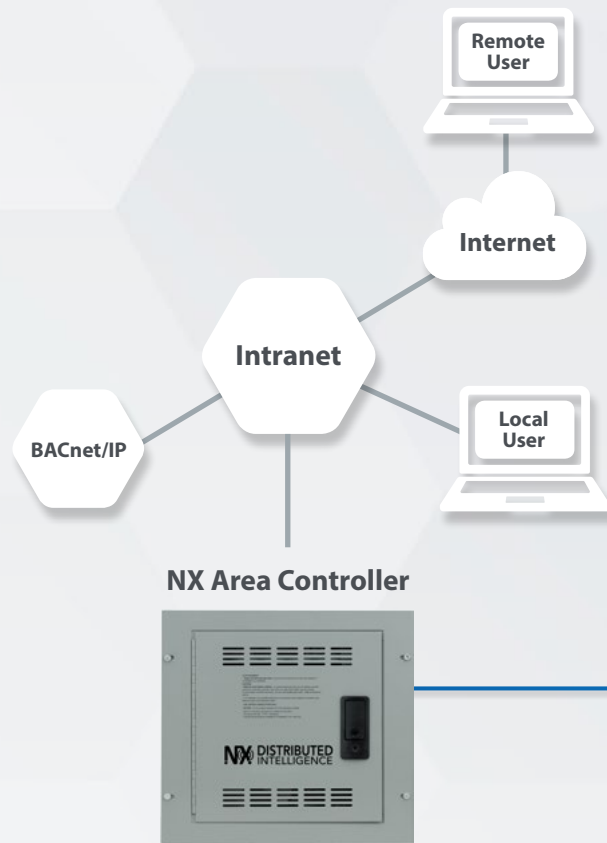 Remote
User
Internet
Intranet
BACnet/IP
Local
User
NX Area Controller
NX DISTRIBUTED
INTELLIGENCE